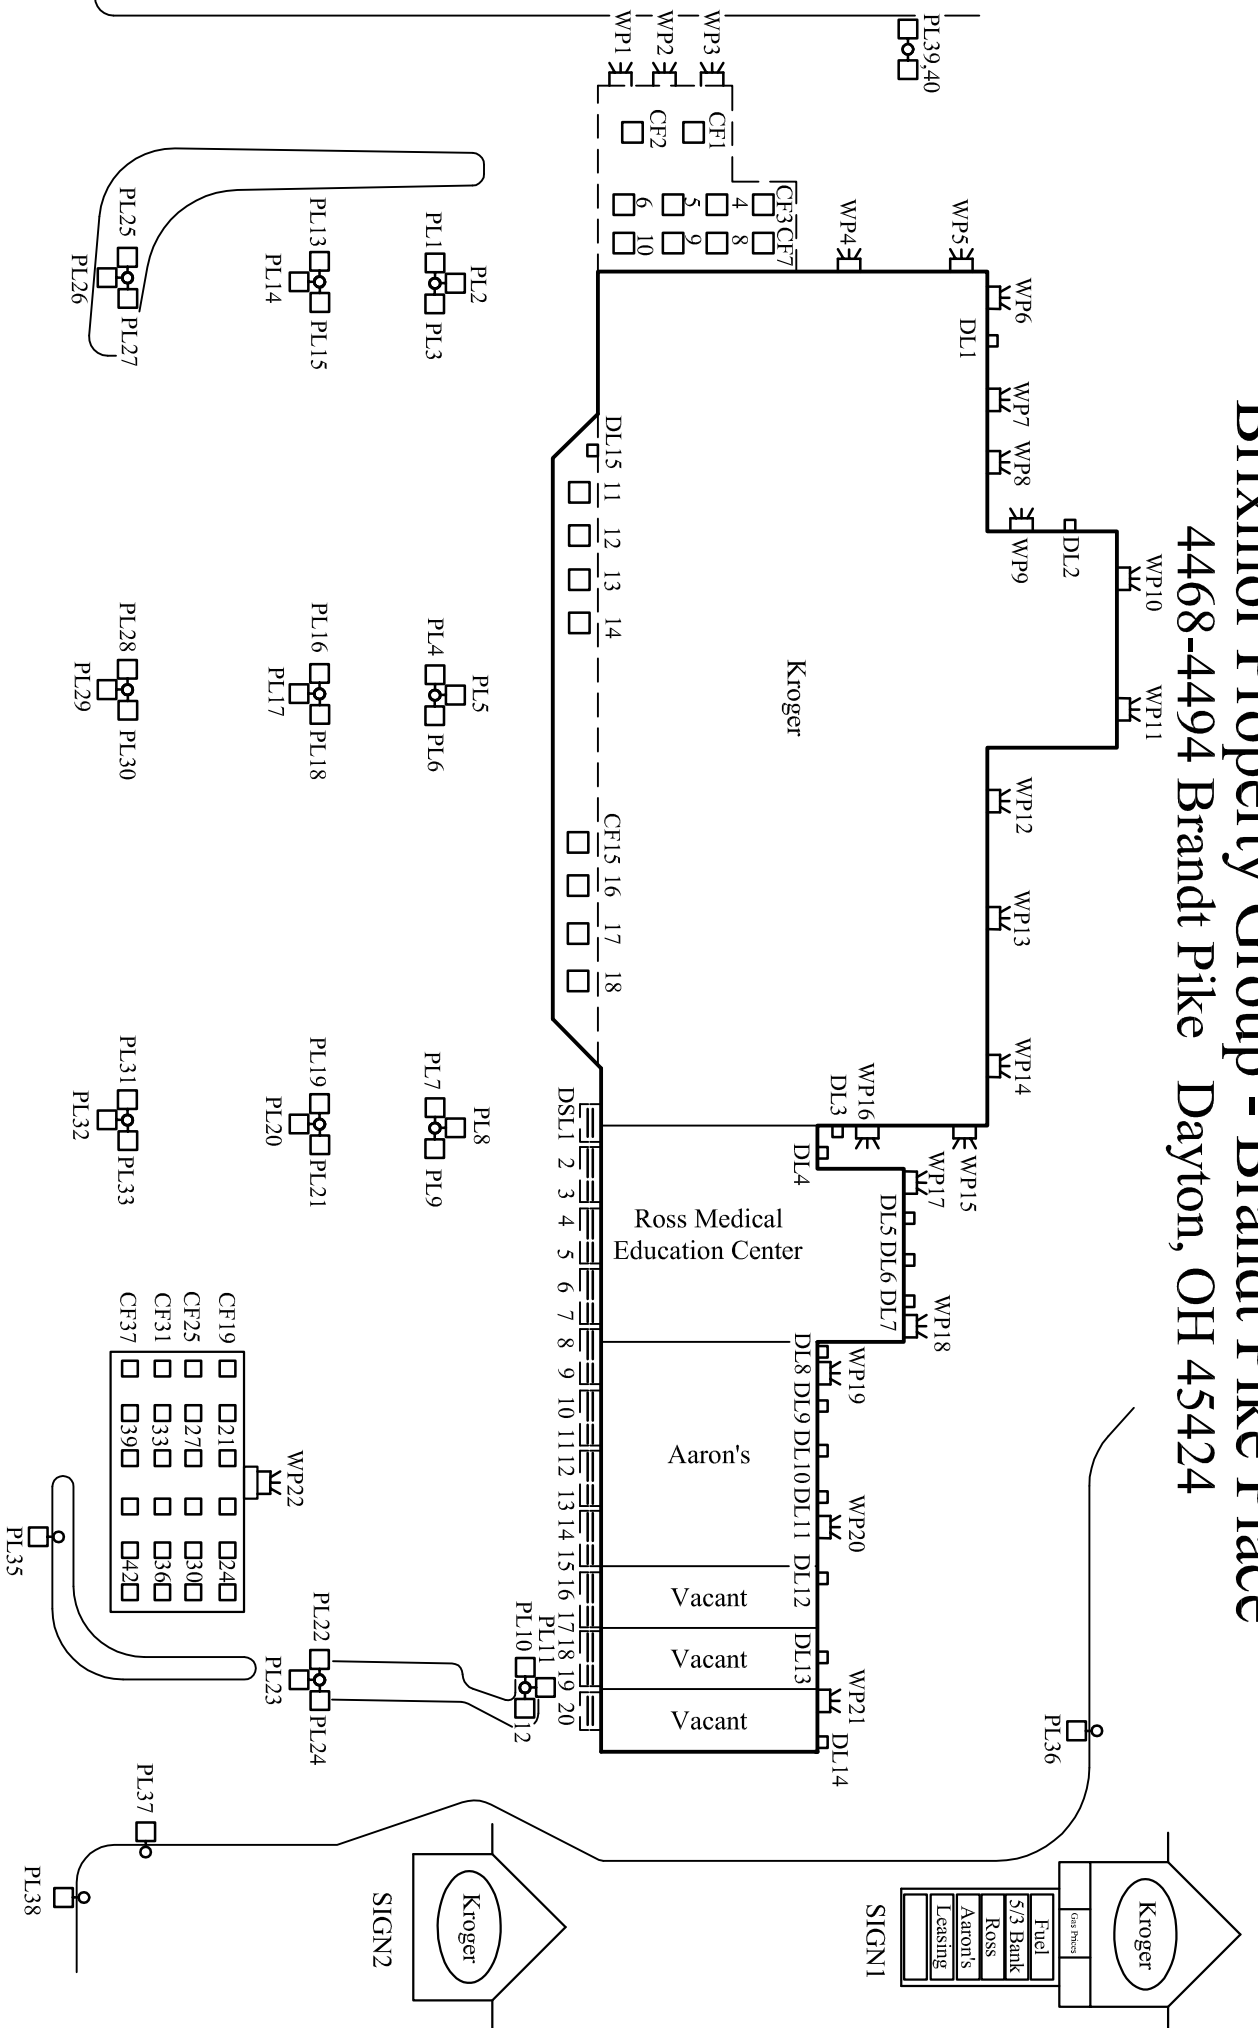 Brixmor Property Group - Brandt Pike Place
4468-4494 Brandt Pike Dayton, OH 45424
WP1
WP2
WP3
PL39,40
CF1
CF2
CF3
4
5
6
CF7
8
9
10
WP4
WP5
WP6
DL1
WP7
WP8
WP9
DL2
WP10
WP11
WP12
WP13
WP14
WP15
WP16
DL3
DL4
WP17
DL5
DL6
DL7
WP18
DL8
WP19
DL9
DL10
DL11
WP20
DL12
DL13
WP21
DL14
Kroger
DL15
11
12
13
14
CF15
16
17
18
Ross Medical
Education Center
Aaron's
Vacant
Vacant
Vacant
DSL1
2
3
4
5
6
7
8
9
10
11
12
13
14
15
16
17
18
19
20
PL1
PL2
PL3
PL4
PL5
PL6
PL7
PL8
PL9
PL10
PL11
12
PL13
PL14
PL15
PL16
PL17
PL18
PL19
PL20
PL21
PL22
PL23
PL24
PL25
PL26
PL27
PL28
PL29
PL30
PL31
PL32
PL33
CF19
21
24
CF25
27
30
CF31
33
36
CF37
39
42
WP22
PL35
PL36
PL37
PL38
Kroger
Gas Prices
Fuel
5/3 Bank
Ross
Aaron's
Leasing
SIGN1
Kroger
SIGN2